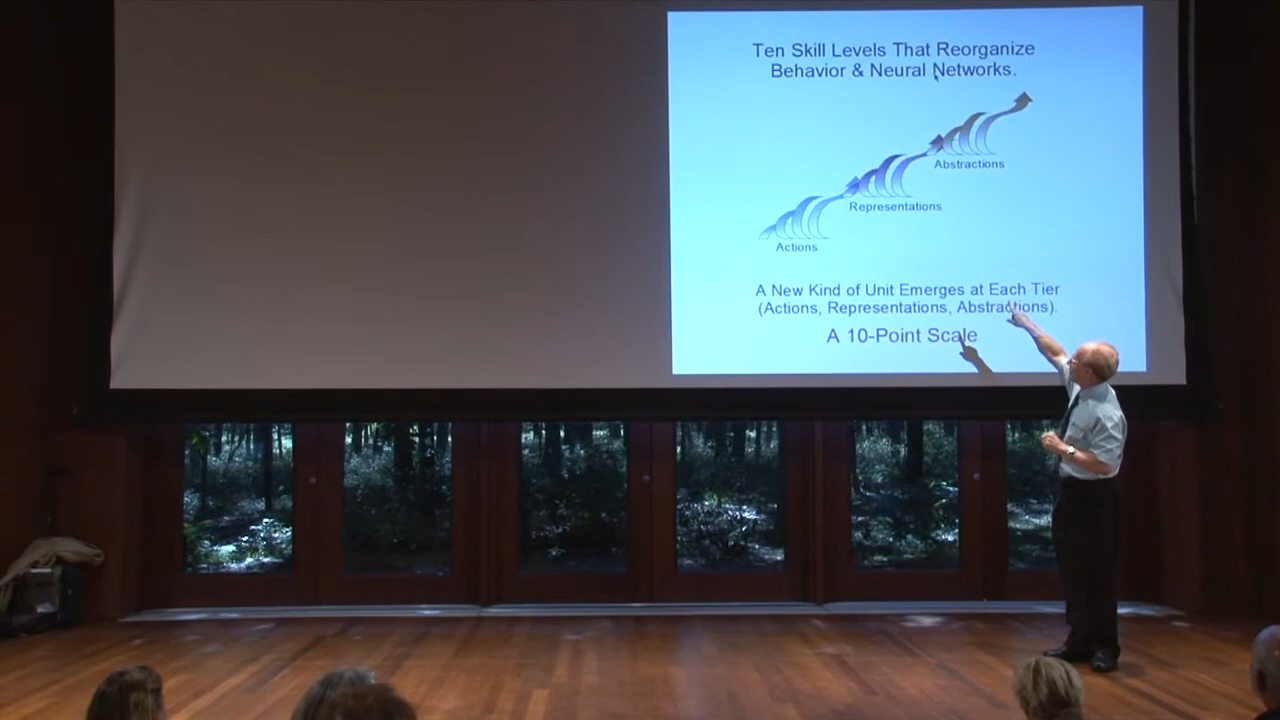 Ten Skill Levels That Reorganize
Behavior & Neural Networks.
Abstractions
Representations
Actions
A New Kind of Unit Emerges at Each Tier
(Actions, Representations, Abstractions).
A 10-Point Scale